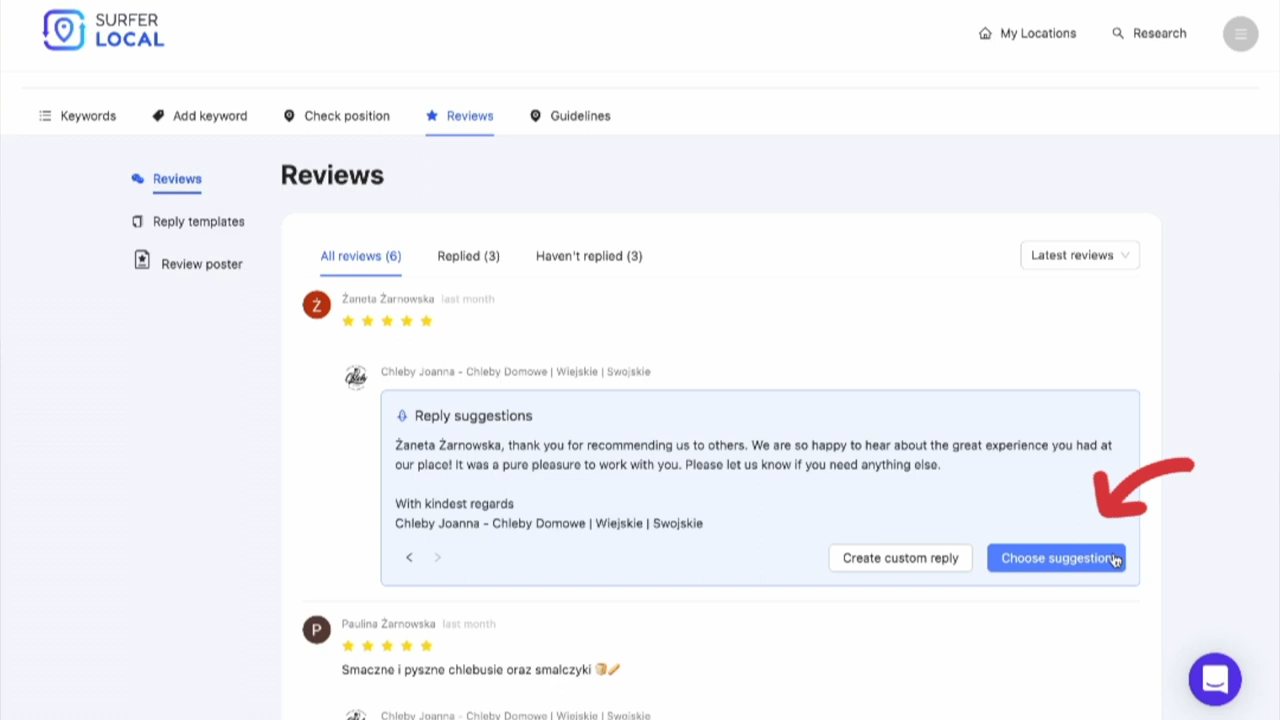 SURFER
LOCAL
My Locations
Research
Keywords
Add keyword
Check position
Reviews
Guidelines
Reviews
Reply templates
Review poster
Reviews
All reviews (6)
Replied (3)
Haven't replied (3)
Latest reviews
Ż
Żaneta Żarnowska last month
Chleby Joanna - Chleby Domowe | Wiejskie | Swojskie
Reply suggestions
Żaneta Żarnowska, thank you for recommending us to others. We are so happy to hear about the great experience you had at
our place! It was a pure pleasure to work with you. Please let us know if you need anything else.
With kindest regards
Chleby Joanna - Chleby Domowe | Wiejskie | Swojskie
Create custom reply
Choose suggestion
P
Paulina Żarnowska last month
Smaczne i pyszne chlebusie oraz smalczyki 🍞🥖
Chleby Joanna - Chleby Domowe | Wiejskie | Swojskie